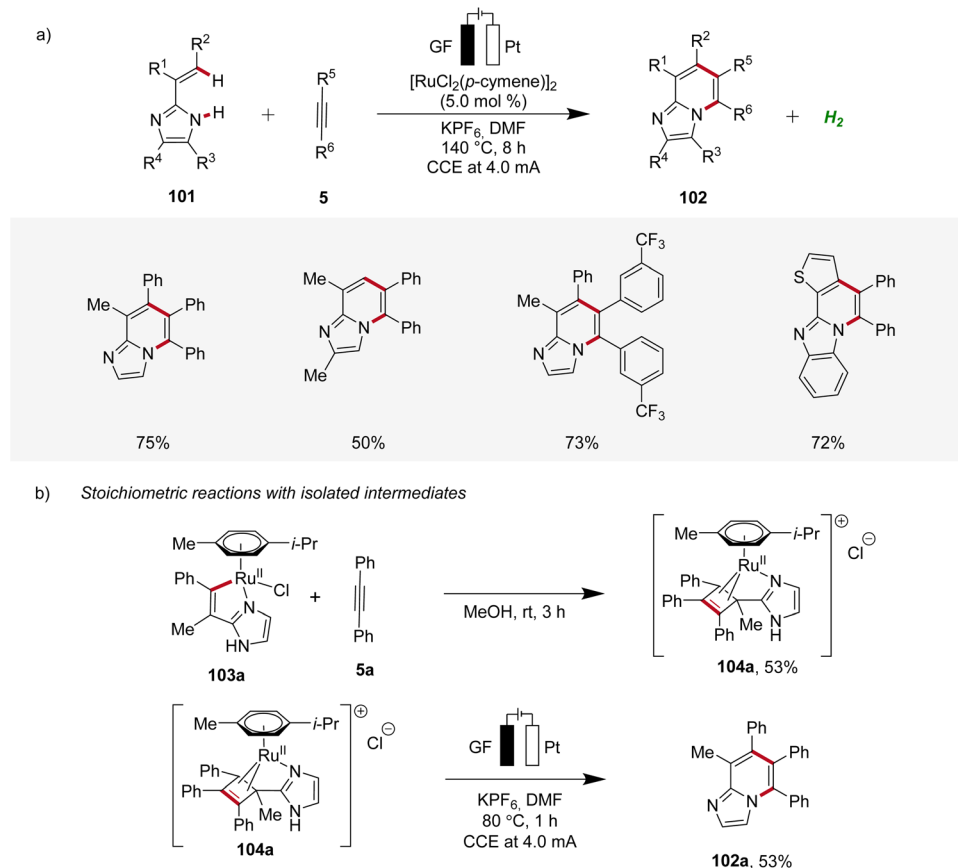 a)
R1
R2
H
N
N
H
R4
R3
101
+
R5
R6
5
GF
Pt
[RuCl2(p-cymene)]2
(5.0 mol %)
KPF6, DMF
140 °C, 8 h
CCE at 4.0 mA
R1
R2
R5
R6
N
N
R4
R3
102
+
H2
Ph
Me
Ph
Ph
N
N
75%
Me
Ph
Ph
N
N
Me
50%
CF3
Ph
Me
N
N
CF3
73%
S
Ph
Ph
N
N
72%
b) Stoichiometric reactions with isolated intermediates
Me
i-Pr
RuII
Cl
Ph
N
Me
HN
103a
+
Ph
Ph
5a
MeOH, rt, 3 h
Me
i-Pr
RuII
Ph
Ph
Ph
Me
N
N
H
⊕
Cl⊖
104a, 53%
Me
i-Pr
RuII
Ph
Ph
Ph
Me
N
N
H
⊕
Cl⊖
104a
GF
Pt
KPF6, DMF
80 °C, 1 h
CCE at 4.0 mA
Ph
Me
Ph
Ph
N
N
102a, 53%